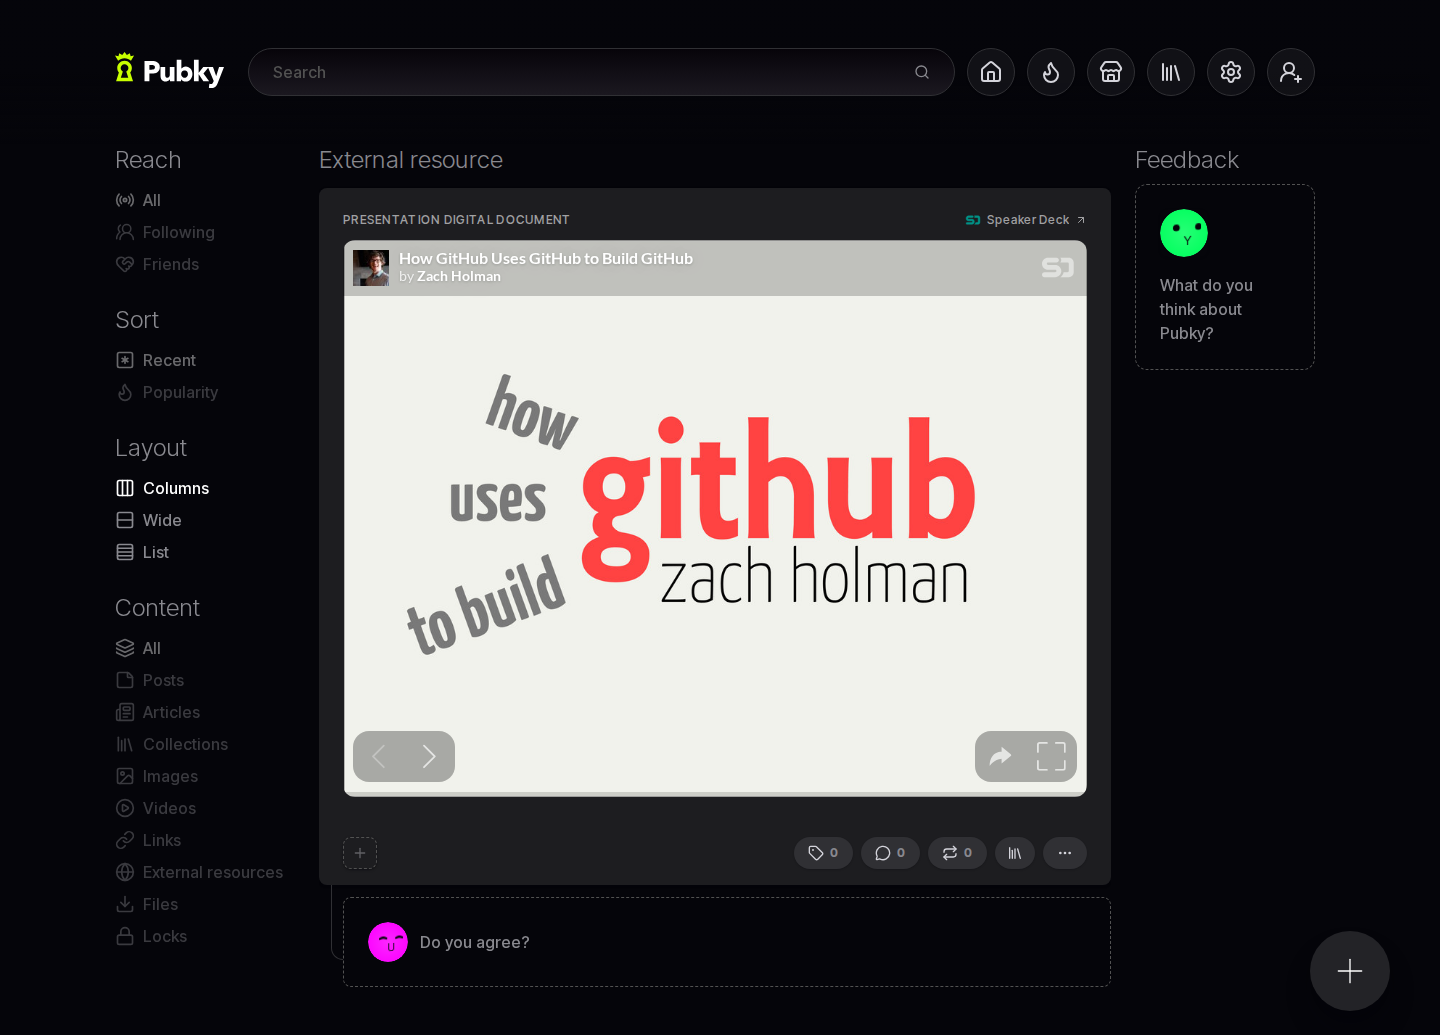 Pubky
Search
Reach
All
Following
Friends
Sort
Recent
Popularity
Layout
Columns
Wide
List
Content
All
Posts
Articles
Collections
Images
Videos
Links
External resources
Files
Locks
External resource
PRESENTATION DIGITAL DOCUMENT
Speaker Deck
How GitHub Uses GitHub to Build GitHub
by Zach Holman
how
uses
to build
github
zach holman
0
0
0
Do you agree?
Feedback
What do you
think about
Pubky?